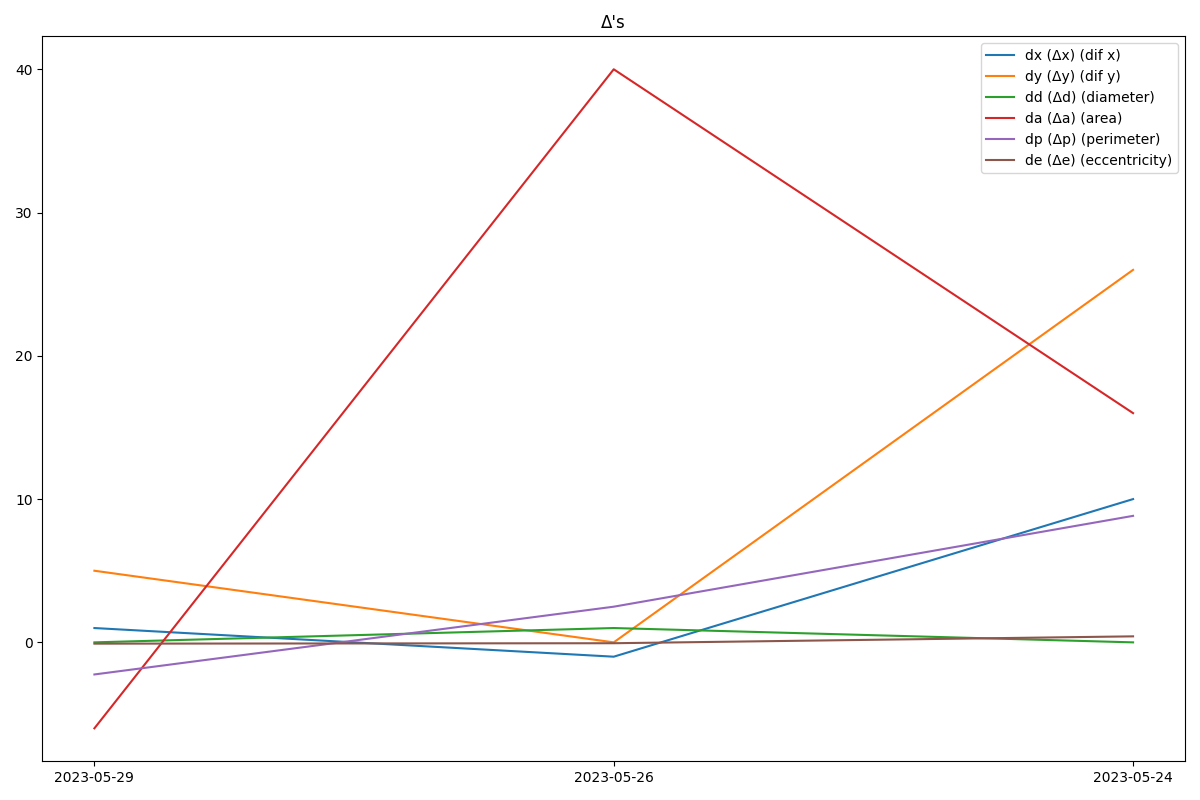 Δ's
dx (Δx) (dif x)
dy (Δy) (dif y)
dd (Δd) (diameter)
da (Δa) (area)
dp (Δp) (perimeter)
de (Δe) (eccentricity)
40
30
20
10
0
2023-05-29
2023-05-26
2023-05-24